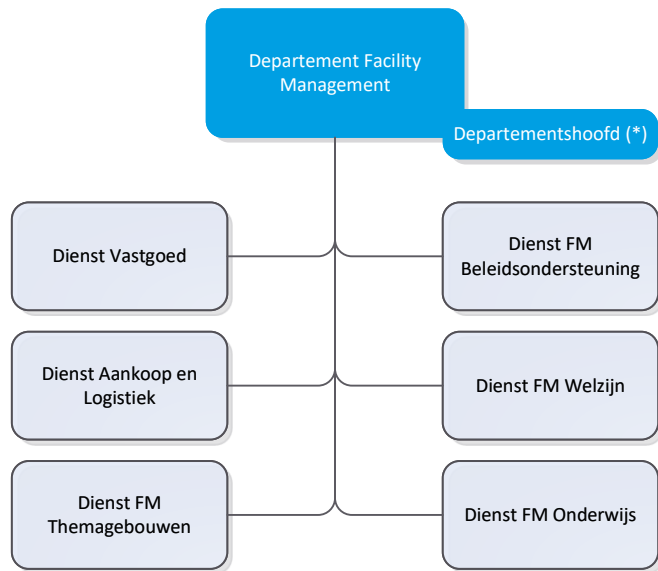 Departement Facility
Management
Departementshoofd (*)
Dienst Vastgoed
Dienst FM
Beleidsondersteuning
Dienst Aankoop en
Logistiek
Dienst FM Welzijn
Dienst FM
Themagebouwen
Dienst FM Onderwijs